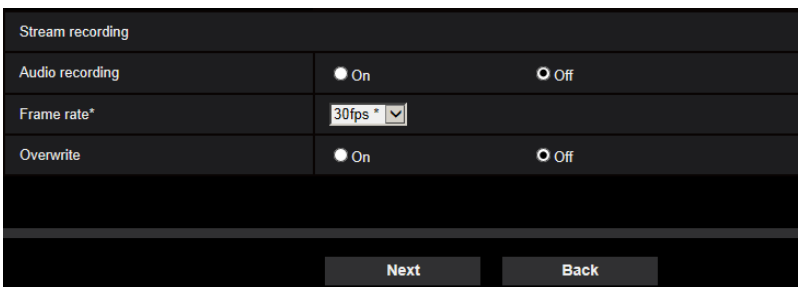 Stream recording
Audio recording On Off
Frame rate* 30fps *
Overwrite On Off
Next Back